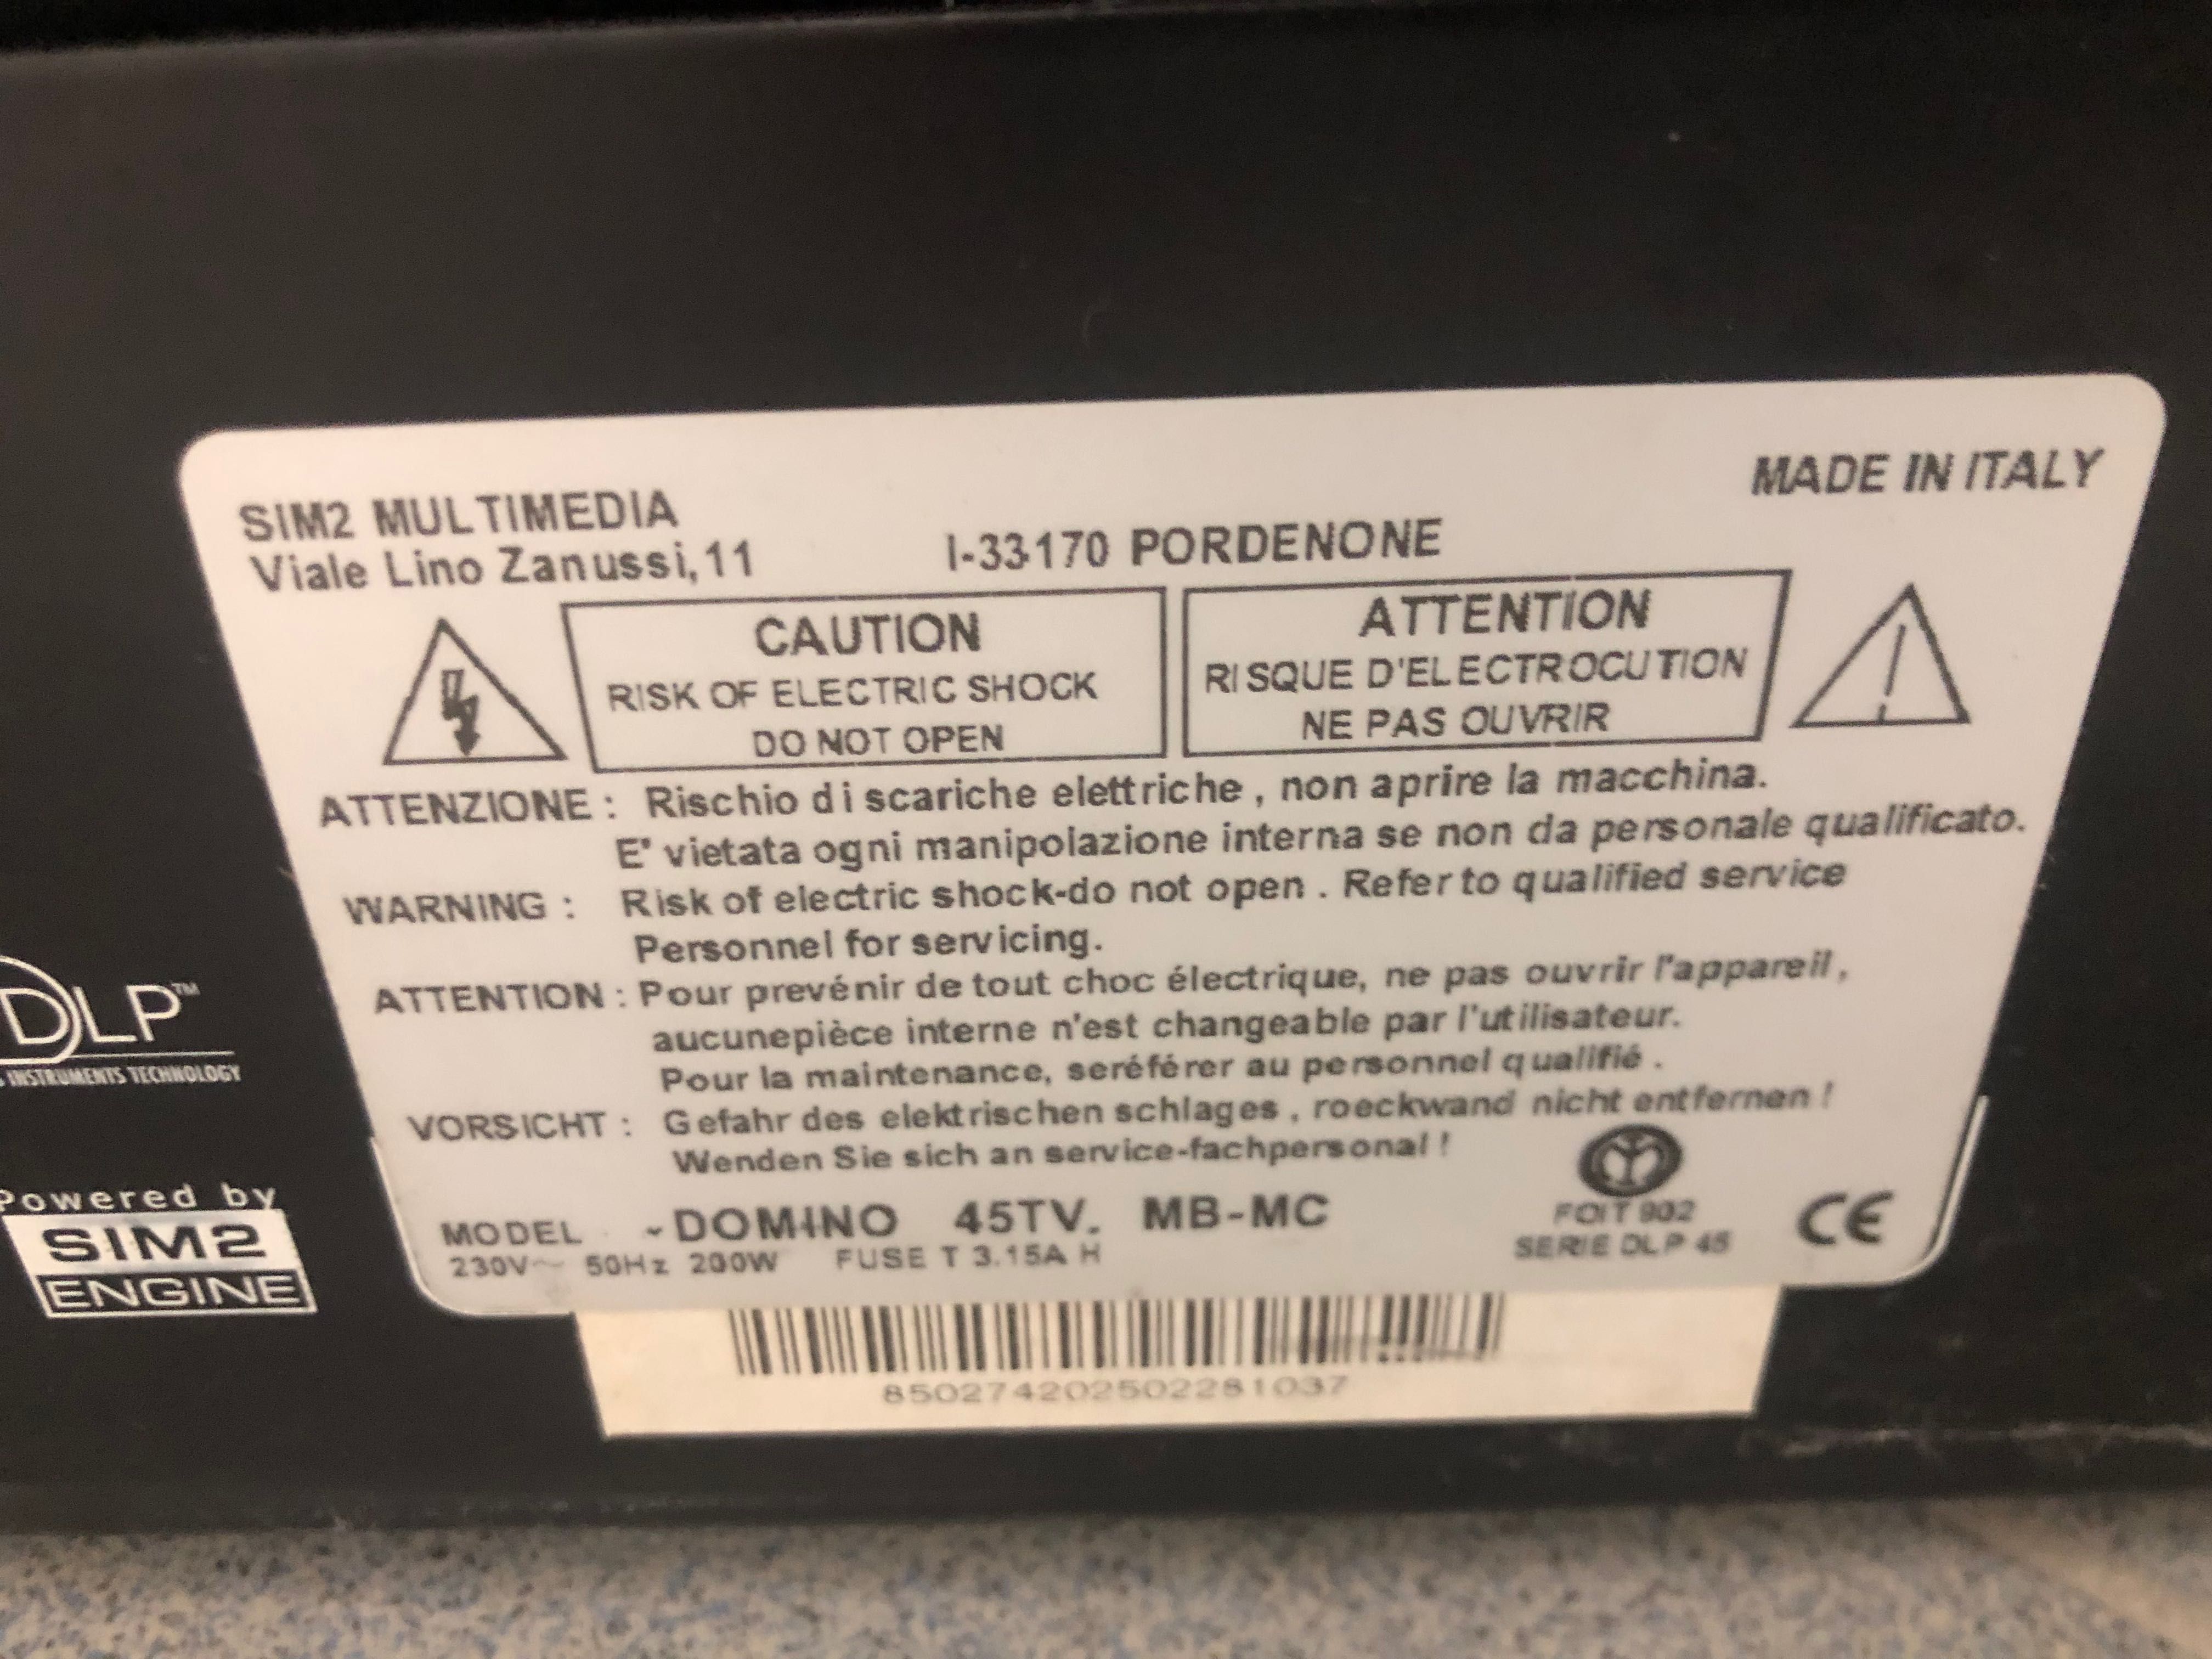 SIM2 MULTIMEDIA
Viale Lino Zanussi,11 I-33170 PORDENONE
MADE IN ITALY
CAUTION
RISK OF ELECTRIC SHOCK
DO NOT OPEN
ATTENTION
RISQUE D'ELECTROCUTION
NE PAS OUVRIR
ATTENZIONE : Rischio di scariche elettriche , non aprire la macchina.
E' vietata ogni manipolazione interna se non da personale qualificato.
WARNING : Risk of electric shock-do not open . Refer to qualified service
Personnel for servicing.
ATTENTION : Pour prevénir de tout choc électrique, ne pas ouvrir l'appareil,
aucunepièce interne n'est changeable par l'utilisateur.
Pour la maintenance, seréférer au personnel qualifié .
VORSICHT : Gefahr des elektrischen schlages , roeckwand nicht entfernen !
Wenden Sie sich an service-fachpersonal !
MODEL -DOMINO 45TV. MB-MC
230V~ 50Hz 200W FUSE T 3.15A H
FOIT 902
SERIE DLP 45
CE
850274202502281037
DLP™
INSTRUMENTS TECHNOLOGY
Powered by
SIM2
ENGINE